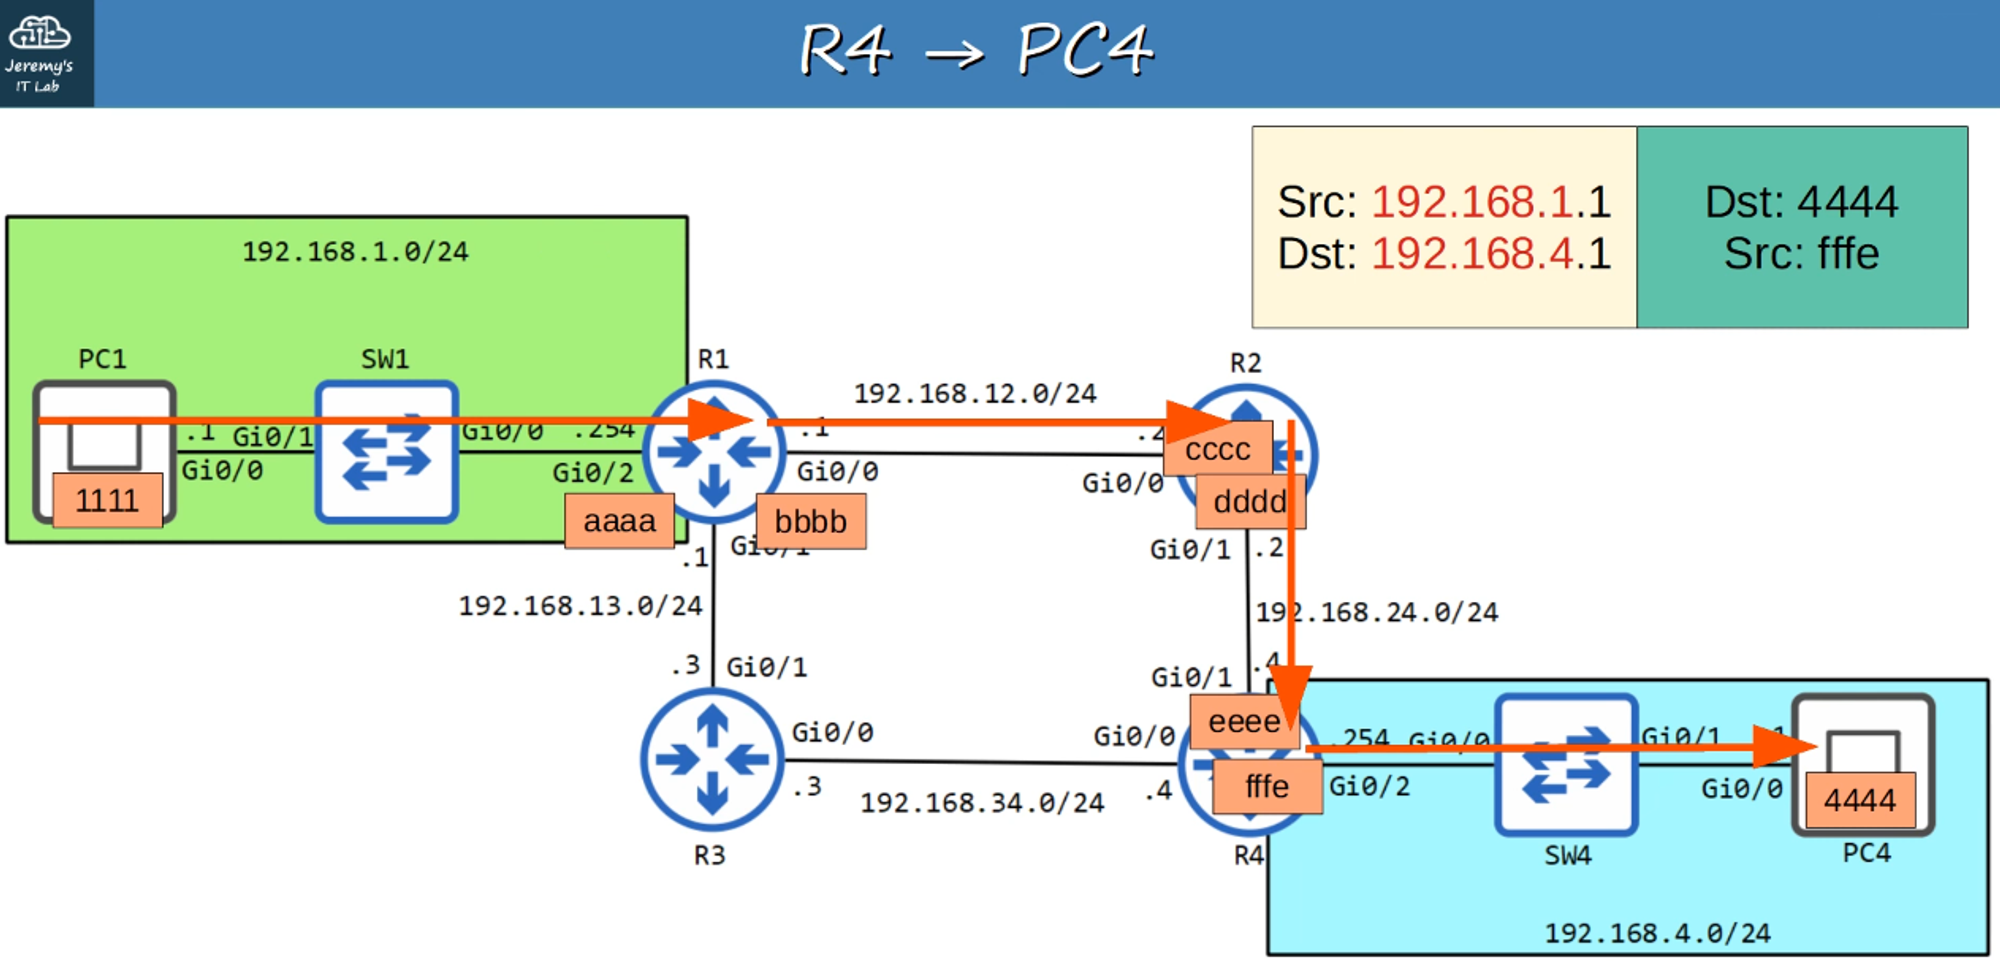 Jeremy's
IT Lab
R4 → PC4
Src: 192.168.1.1
Dst: 192.168.4.1
Dst: 4444
Src: fffe
192.168.1.0/24
PC1
SW1
R1
R2
192.168.12.0/24
.1
Gi0/1
Gi0/0
.254
.1
.2
Gi0/0
Gi0/2
Gi0/0
Gi0/0
1111
aaaa
bbbb
cccc
dddd
.1
Gi0/1
Gi0/1
.2
192.168.13.0/24
192.168.24.0/24
.3
Gi0/1
Gi0/1
.4
eeee
Gi0/0
Gi0/0
.254
Gi0/0
Gi0/1
.1
.3
192.168.34.0/24
.4
fffe
Gi0/2
Gi0/0
4444
R3
R4
SW4
PC4
192.168.4.0/24